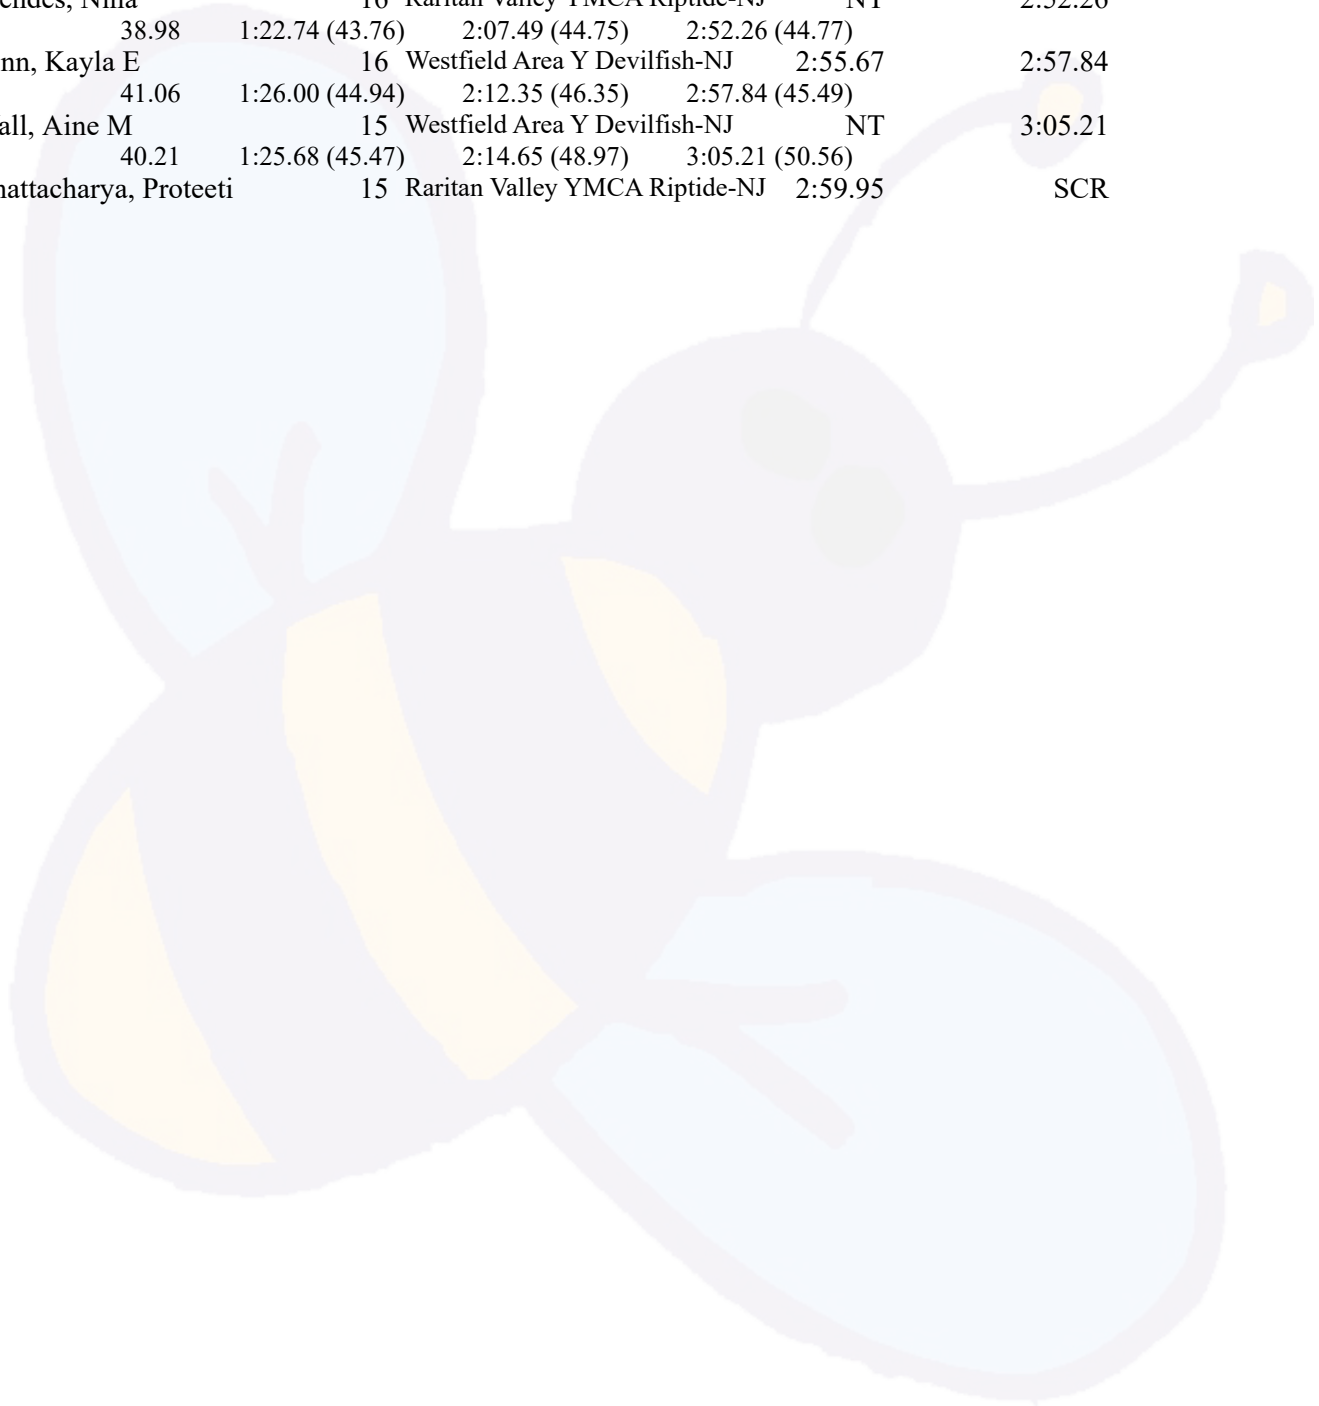 Nina 16 Raritan Valley YMCA Riptide-NJ NT 2:52.26
38.98 1:22.74 (43.76) 2:07.49 (44.75) 2:52.26 (44.77)
nn, Kayla E 16 Westfield Area Y Devilfish-NJ 2:55.67 2:57.84
41.06 1:26.00 (44.94) 2:12.35 (46.35) 2:57.84 (45.49)
all, Aine M 15 Westfield Area Y Devilfish-NJ NT 3:05.21
40.21 1:25.68 (45.47) 2:14.65 (48.97) 3:05.21 (50.56)
hattacharya, Proteeti 15 Raritan Valley YMCA Riptide-NJ 2:59.95 SCR